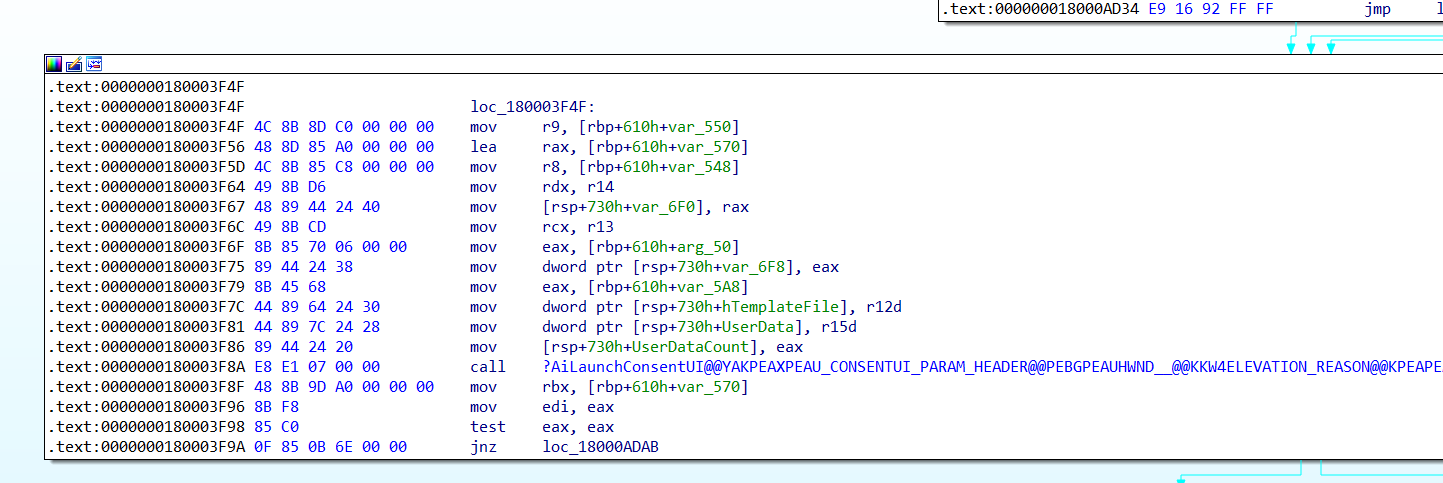 .text:000000018000AD34 E9 16 92 FF FF jmp
.text:0000000180003F4F
.text:0000000180003F4F loc_180003F4F:
.text:0000000180003F4F 4C 8B 8D C0 00 00 00 mov r9, [rbp+610h+var_550]
.text:0000000180003F56 48 8D 85 A0 00 00 00 lea rax, [rbp+610h+var_570]
.text:0000000180003F5D 4C 8B 85 C8 00 00 00 mov r8, [rbp+610h+var_548]
.text:0000000180003F64 49 8B D6 mov rdx, r14
.text:0000000180003F67 48 89 44 24 40 mov [rsp+730h+var_6F0], rax
.text:0000000180003F6C 49 8B CD mov rcx, r13
.text:0000000180003F6F 8B 85 70 06 00 00 mov eax, [rbp+610h+arg_50]
.text:0000000180003F75 89 44 24 38 mov dword ptr [rsp+730h+var_6F8], eax
.text:0000000180003F79 8B 45 68 mov eax, [rbp+610h+var_5A8]
.text:0000000180003F7C 44 89 64 24 30 mov dword ptr [rsp+730h+hTemplateFile], r12d
.text:0000000180003F81 44 89 7C 24 28 mov dword ptr [rsp+730h+UserData], r15d
.text:0000000180003F86 89 44 24 20 mov [rsp+730h+UserDataCount], eax
.text:0000000180003F8A E8 E1 07 00 00 call ?AiLaunchConsentUI@@YAKPEAXPEAU_CONSENTUI_PARAM_HEADER@@PEBGPEAUHWND__@@KKW4ELEVATION_REASON@@KPEAPE
.text:0000000180003F8F 48 8B 9D A0 00 00 00 mov rbx, [rbp+610h+var_570]
.text:0000000180003F96 8B F8 mov edi, eax
.text:0000000180003F98 85 C0 test eax, eax
.text:0000000180003F9A 0F 85 0B 6E 00 00 jnz loc_18000ADAB